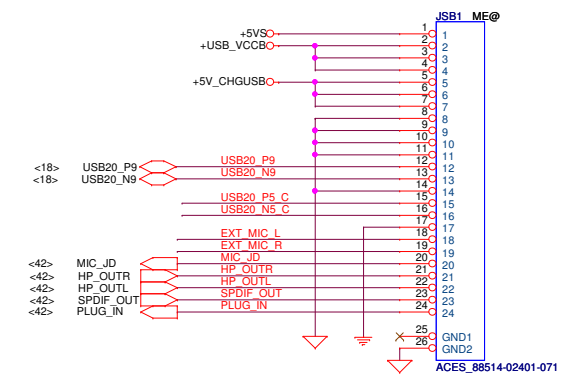 JSB1 ME@
+5VS 1 1
+USB_VCCB 2 2
3 3
4 4
+5V_CHGUSB 5 5
6 6
7 7
8 8
9 9
10 10
11 11
<18> USB20_P9 USB20_P9 12 12
<18> USB20_N9 USB20_N9 13 13
14 14
USB20_P5_C 15 15
USB20_N5_C 16 16
17 17
EXT_MIC_L 18 18
EXT_MIC_R 19 19
<42> MIC_JD MIC_JD 20 20
<42> HP_OUTR HP_OUTR 21 21
<42> HP_OUTL HP_OUTL 22 22
<42> SPDIF_OUT SPDIF_OUT 23 23
<42> PLUG_IN PLUG_IN 24 24
25 GND1
26 GND2
ACES_88514-02401-071